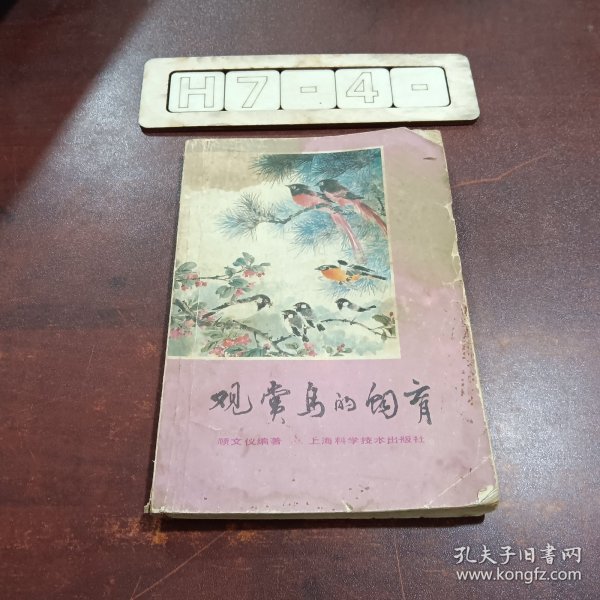 H7-4-
观赏鸟的饲育
顾文仪编著 上海科学技术出版社
孔夫子旧书网
www.kongfz.com